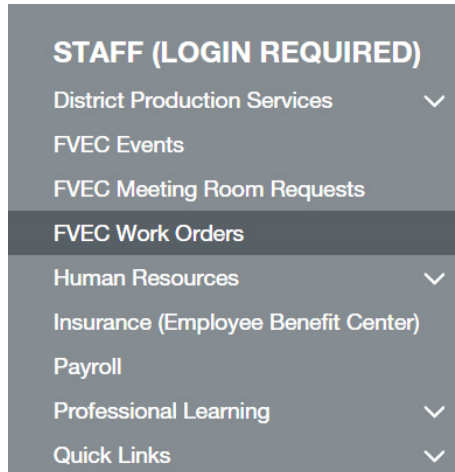 STAFF (LOGIN REQUIRED)
District Production Services
FVEC Events
FVEC Meeting Room Requests
FVEC Work Orders
Human Resources
Insurance (Employee Benefit Center)
Payroll
Professional Learning
Quick Links